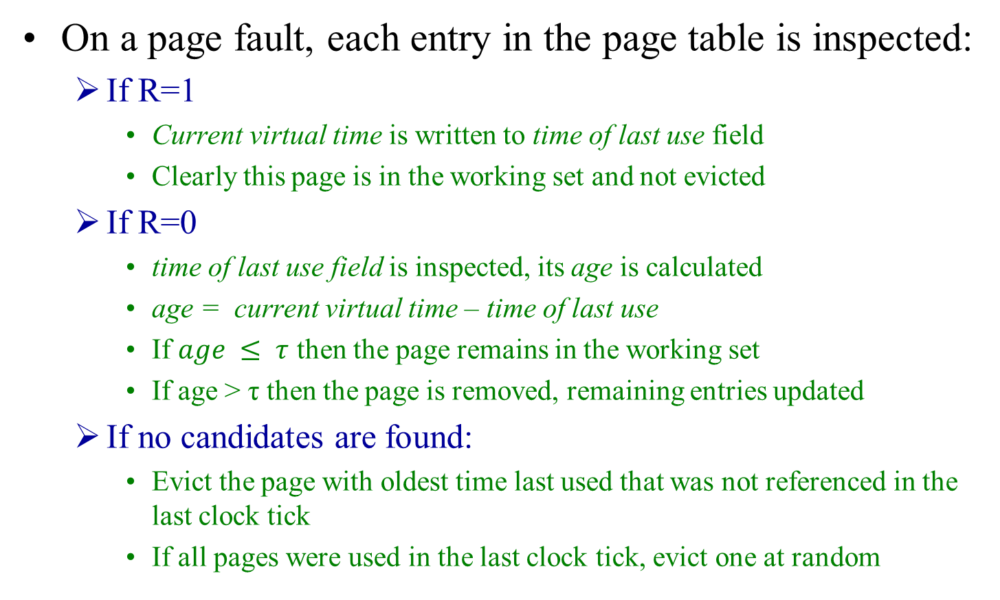 • On a page fault, each entry in the page table is inspected:
➢ If R=1
• Current virtual time is written to time of last use field
• Clearly this page is in the working set and not evicted
➢ If R=0
• time of last use field is inspected, its age is calculated
• age = current virtual time – time of last use
• If age ≤ τ then the page remains in the working set
• If age > τ then the page is removed, remaining entries updated
➢ If no candidates are found:
• Evict the page with oldest time last used that was not referenced in the
last clock tick
• If all pages were used in the last clock tick, evict one at random